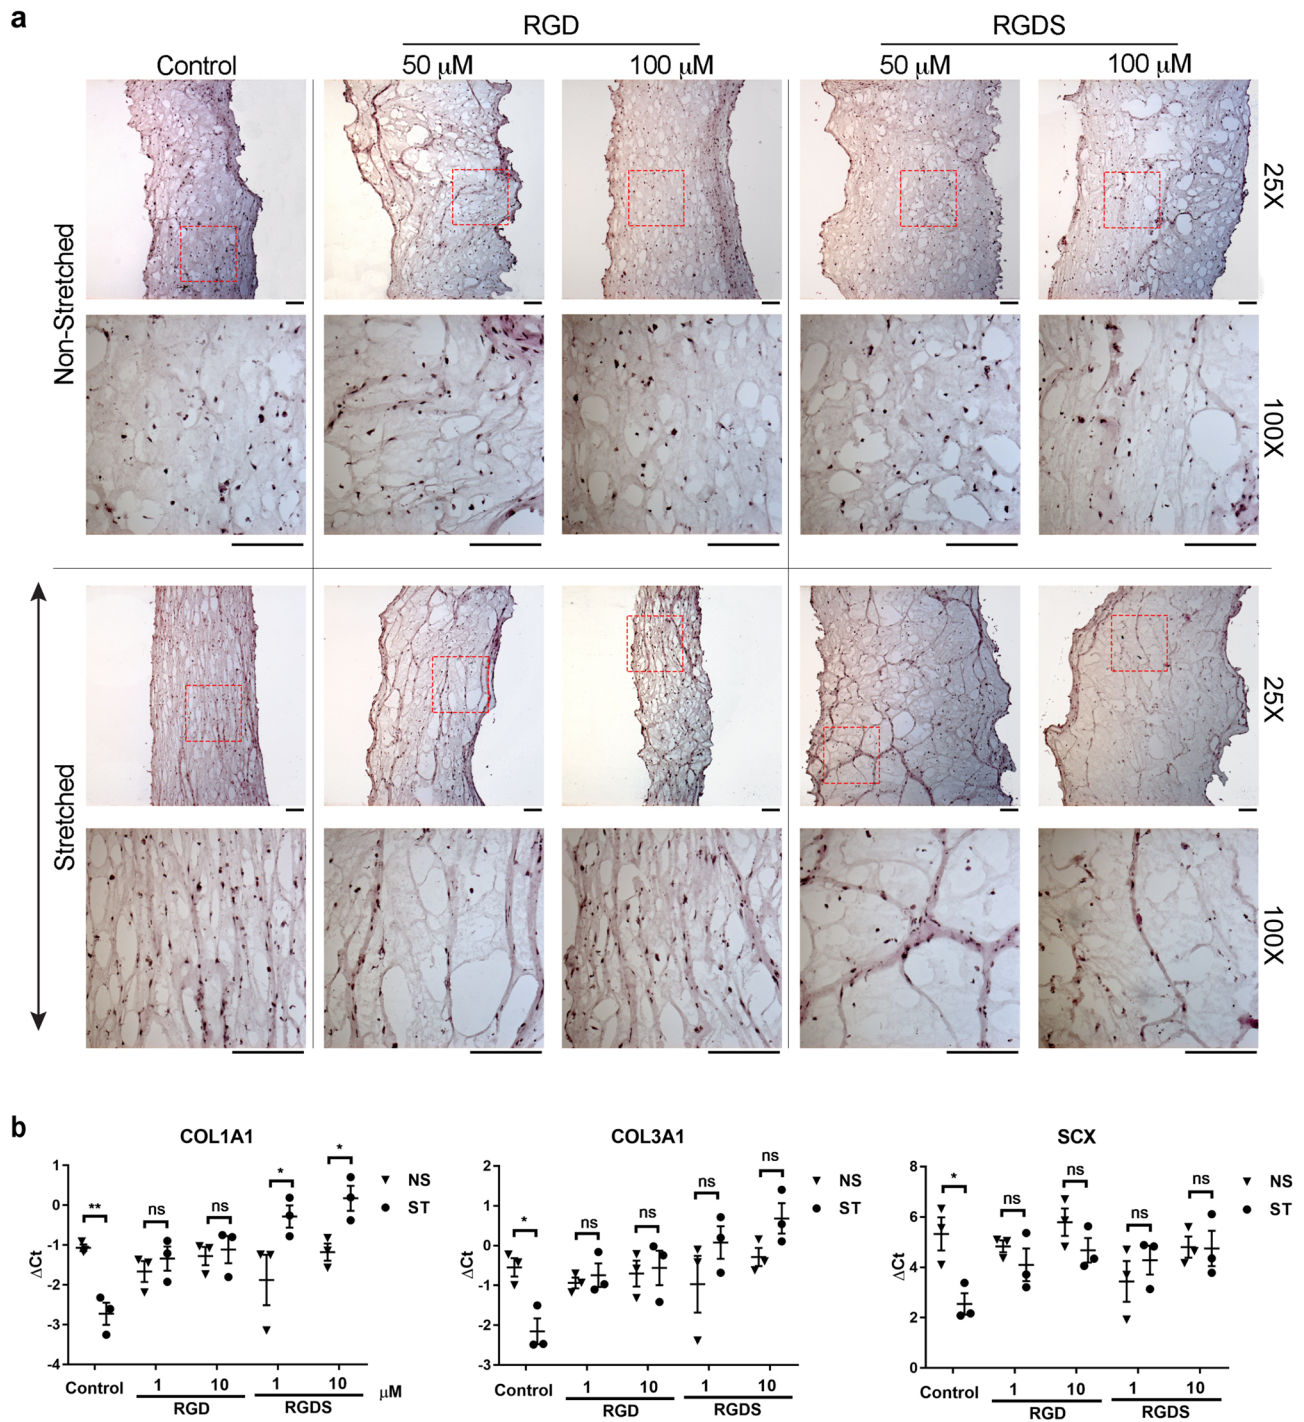 a
RGD
RGDS
Control
50 µM
100 µM
50 µM
100 µM
Non-Stretched
25X
100X
Stretched
25X
100X
b
COL1A1
ΔCt
1
0
-1
-2
-3
-4
**
ns
ns
*
*
NS
ST
Control
1
10
1
10
µM
RGD
RGDS
COL3A1
ΔCt
2
1
0
-1
-2
-3
*
ns
ns
ns
ns
NS
ST
Control
1
10
1
10
RGD
RGDS
SCX
ΔCt
8
6
4
2
0
*
ns
ns
ns
ns
NS
ST
Control
1
10
1
10
RGD
RGDS